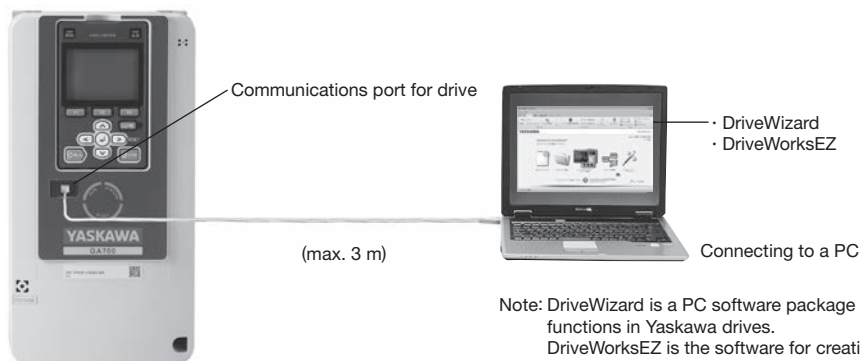 Communications port for drive
· DriveWizard
· DriveWorksEZ
YASKAWA
YASKAWA
GA700
(max. 3 m)
Connecting to a PC
Note: DriveWizard is a PC software package
functions in Yaskawa drives.
DriveWorksEZ is the software for creati